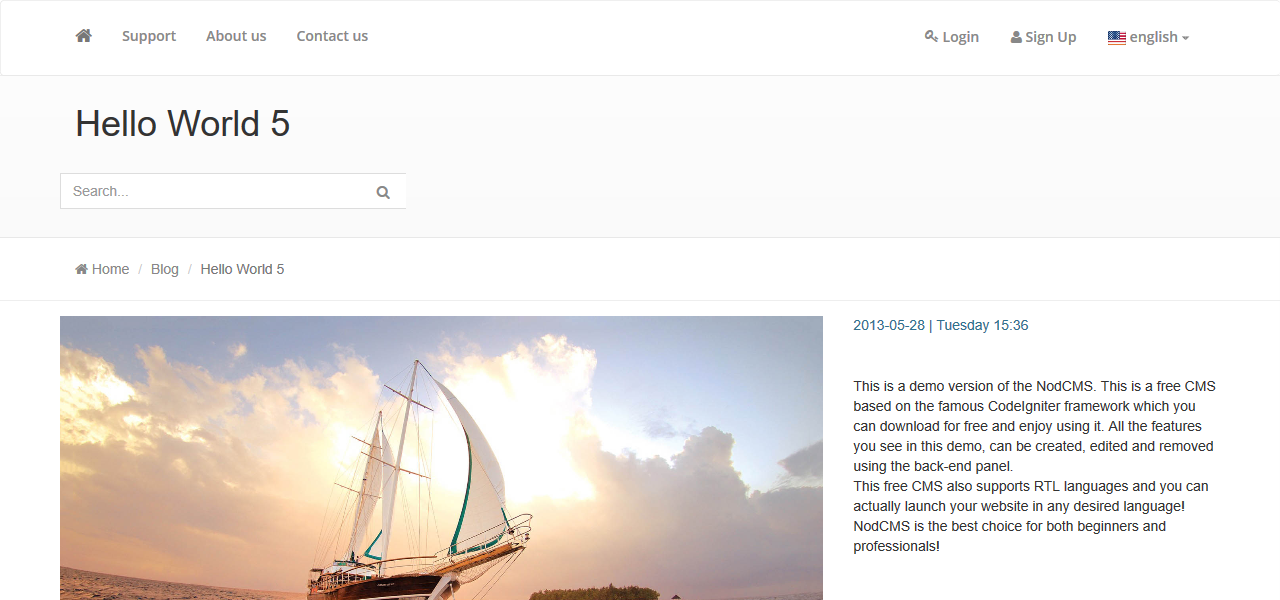 Support About us Contact us Login Sign Up english
Hello World 5
Search...
Home / Blog / Hello World 5
2013-05-28 | Tuesday 15:36
This is a demo version of the NodCMS. This is a free CMS
based on the famous CodeIgniter framework which you
can download for free and enjoy using it. All the features
you see in this demo, can be created, edited and removed
using the back-end panel.
This free CMS also supports RTL languages and you can
actually launch your website in any desired language!
NodCMS is the best choice for both beginners and
professionals!